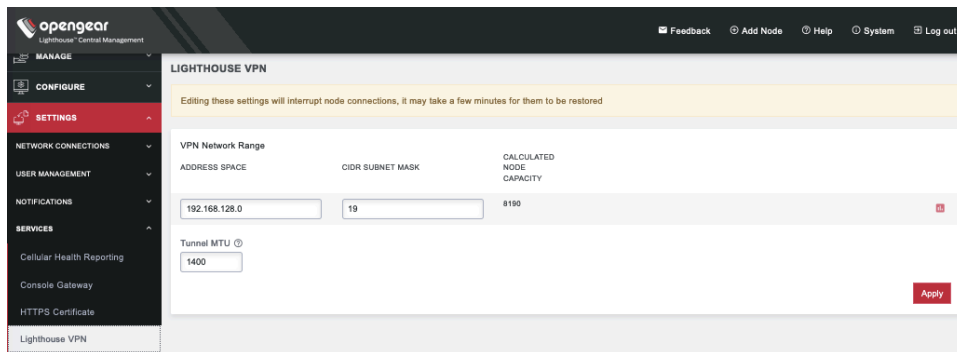 opengear
Lighthouse™ Central Management
Feedback
Add Node
Help
System
Log out
MANAGE
CONFIGURE
SETTINGS
NETWORK CONNECTIONS
USER MANAGEMENT
NOTIFICATIONS
SERVICES
Cellular Health Reporting
Console Gateway
HTTPS Certificate
Lighthouse VPN
LIGHTHOUSE VPN
Editing these settings will interrupt node connections, it may take a few minutes for them to be restored
VPN Network Range
ADDRESS SPACE
CIDR SUBNET MASK
CALCULATED
NODE
CAPACITY
192.168.128.0
19
8190
Tunnel MTU
1400
Apply